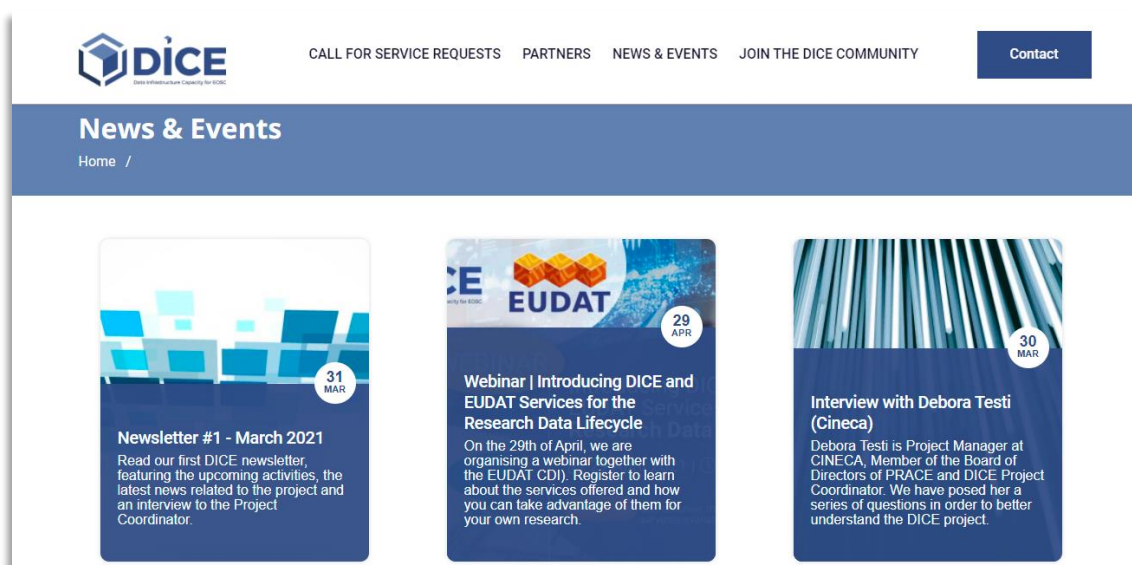 DICE
Data Infrastructure Capacity for EOSC
CALL FOR SERVICE REQUESTS
PARTNERS
NEWS & EVENTS
JOIN THE DICE COMMUNITY
Contact
News & Events
Home /
31
MAR
Newsletter #1 - March 2021
Read our first DICE newsletter,
featuring the upcoming activities, the
latest news related to the project and
an interview to the Project
Coordinator.
CE
EUDAT
29
APR
Webinar | Introducing DICE and
EUDAT Services for the
Research Data Lifecycle
On the 29th of April, we are
organising a webinar together with
the EUDAT CDI). Register to learn
about the services offered and how
you can take advantage of them for
your own research.
30
MAR
Interview with Debora Testi
(Cineca)
Debora Testi is Project Manager at
CINECA, Member of the Board of
Directors of PRACE and DICE Project
Coordinator. We have posed her a
series of questions in order to better
understand the DICE project.